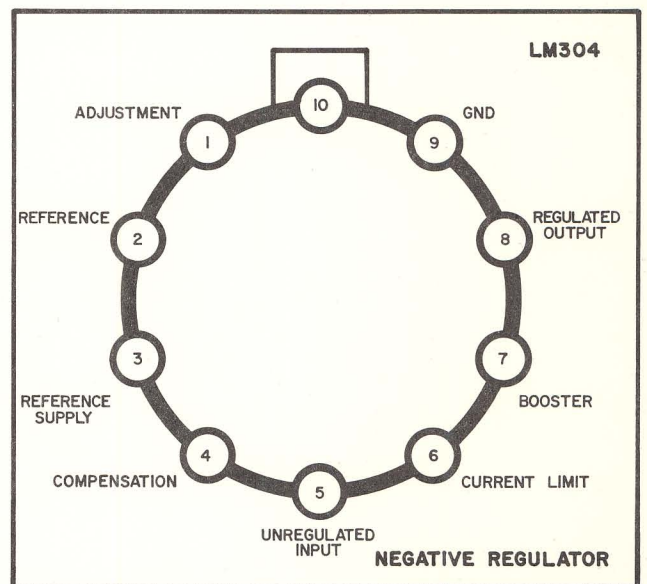 LM304
10
ADJUSTMENT
GND
1
9
REFERENCE
REGULATED
OUTPUT
2
8
3
7
REFERENCE
SUPPLY
BOOSTER
4
6
COMPENSATION
CURRENT LIMIT
5
UNREGULATED
INPUT
NEGATIVE REGULATOR